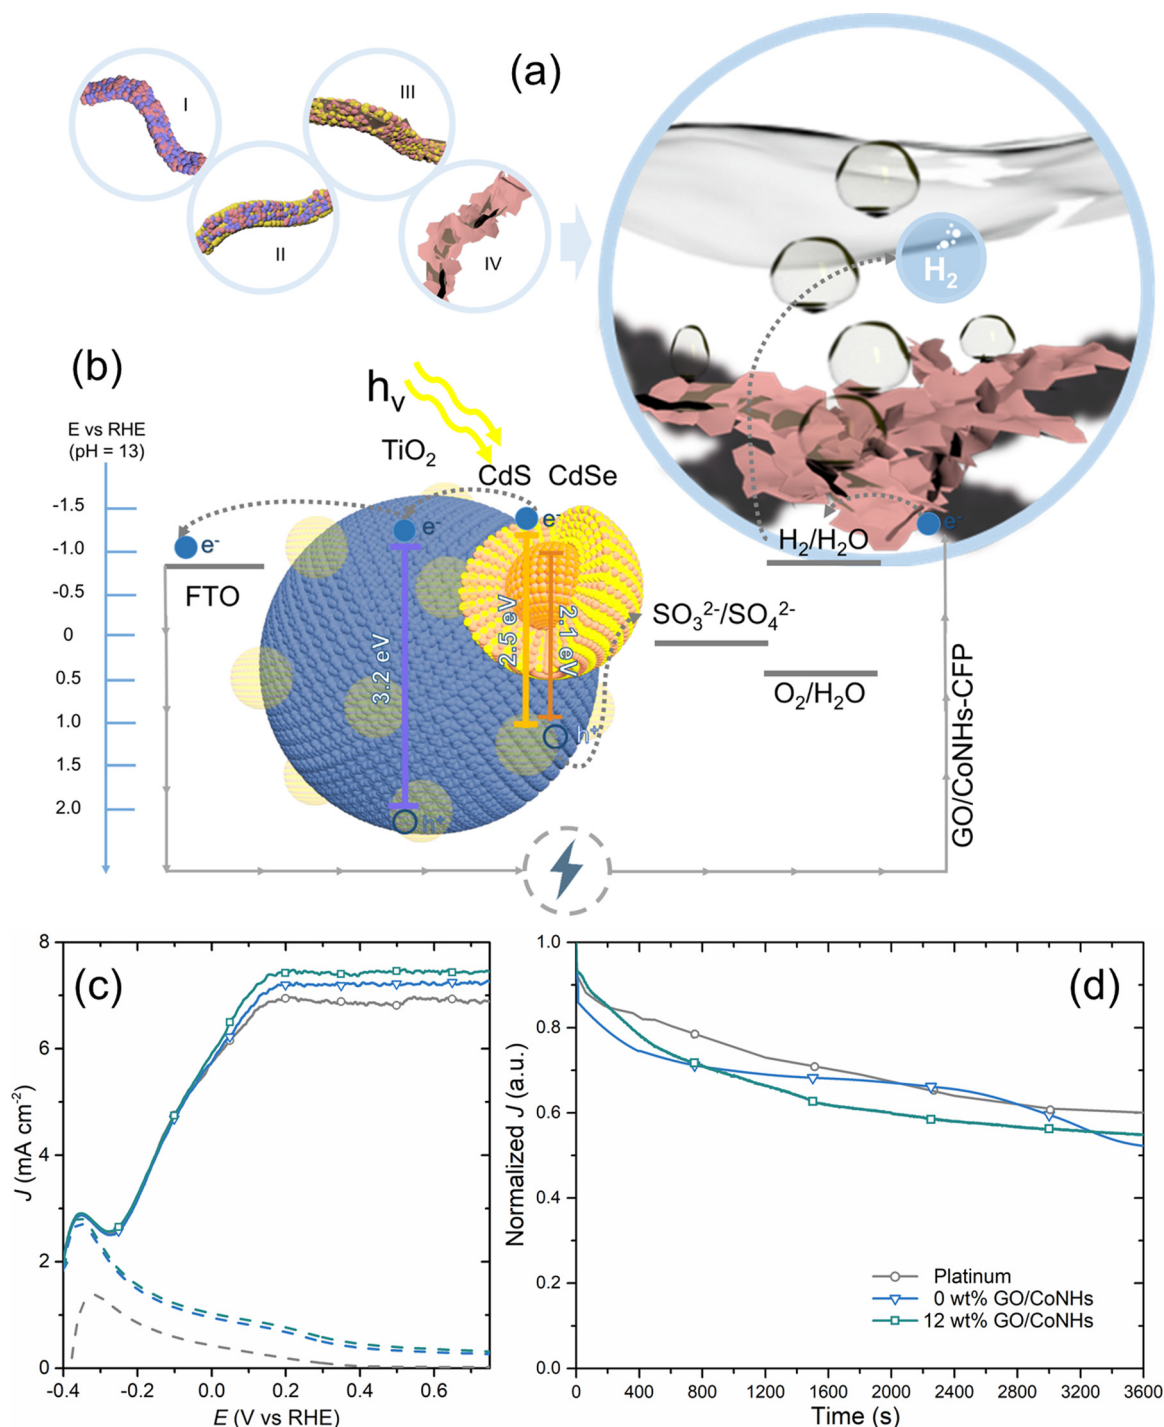 (a)
I
III
II
IV
H₂
(b)
hν
E vs RHE
(pH = 13)
TiO₂
CdS
CdSe
-1.5
-1.0
-0.5
0
0.5
1.0
1.5
2.0
e⁻
e⁻
e⁻
e⁻
FTO
3.2 eV
2.5 eV
2.1 eV
h⁺
h⁺
H₂/H₂O
SO₃²⁻/SO₄²⁻
O₂/H₂O
GO/CoNHs-CFP
(c)
8
6
4
2
0
J (mA cm⁻²)
-0.4
-0.2
0.0
0.2
0.4
0.6
E (V vs RHE)
(d)
1.0
0.8
0.6
0.4
0.2
0.0
Normalized J (a.u.)
Platinum
0 wt% GO/CoNHs
12 wt% GO/CoNHs
0
400
800
1200
1600
2000
2400
2800
3200
3600
Time (s)